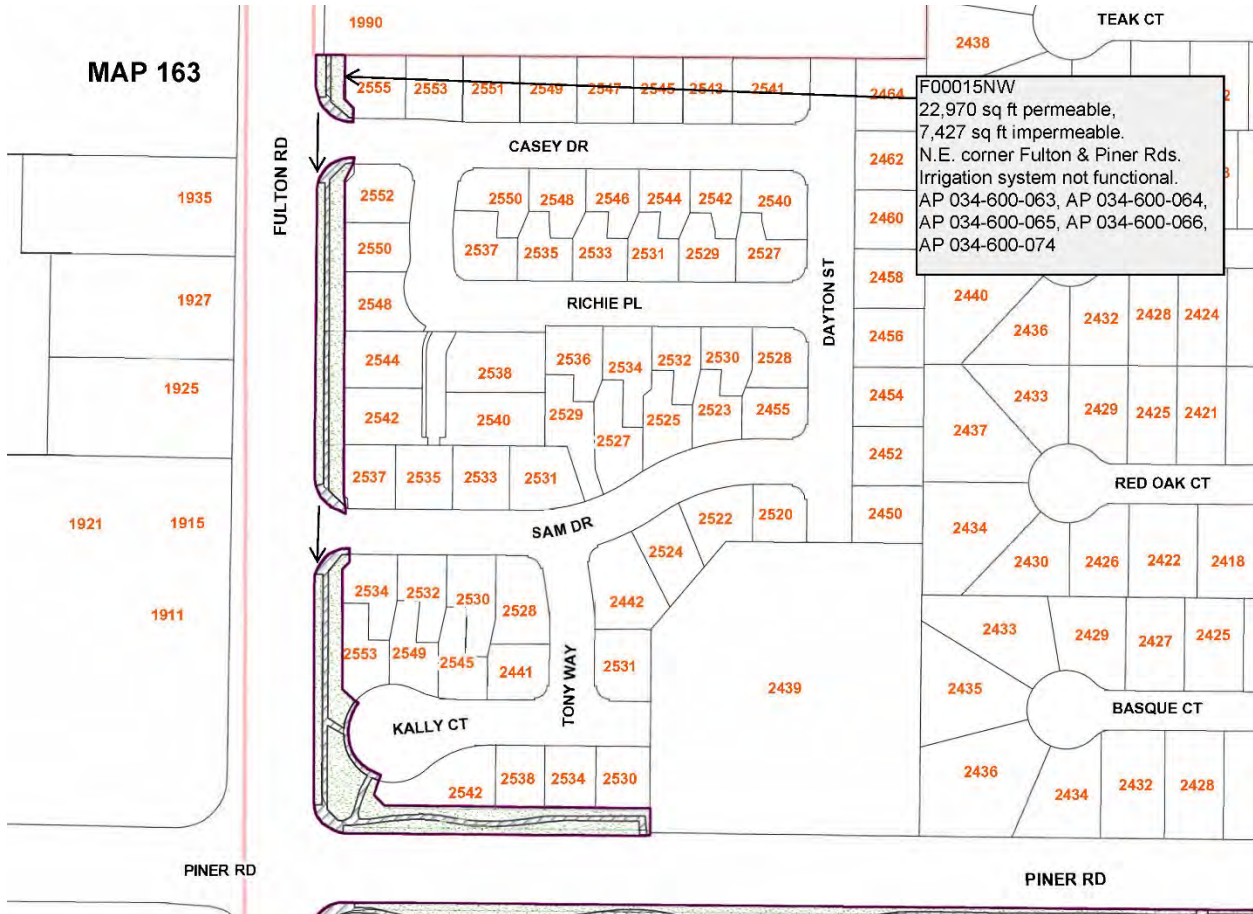 1990
TEAK CT
2438
MAP 163
2555 2553 2551 2549 2547 2545 2543 2541
2464
F00015NW
22,970 sq ft permeable,
7,427 sq ft impermeable.
N.E. corner Fulton & Piner Rds.
Irrigation system not functional.
AP 034-600-063, AP 034-600-064,
AP 034-600-065, AP 034-600-066,
AP 034-600-074
FULTON RD
CASEY DR
2462
1935
2552
2550 2548 2546 2544 2542 2540
2460
2550
2537 2535 2533 2531 2529 2527
DAYTON ST
2458
1927
2548
RICHIE PL
2440
2436 2432 2428 2424
2456
2544
2538
2536 2534 2532 2530 2528
1925
2542
2540
2529 2527 2525 2523 2455
2454
2433 2429 2425 2421
2437
2452
2537 2535 2533 2531
RED OAK CT
1921 1915
SAM DR
2524 2522 2520
2450
2434
2430 2426 2422 2418
1911
2534 2532 2530 2528
2442
2433 2429 2427 2425
2553 2549 2545 2441
TONY WAY
2531
2439
2435
BASQUE CT
KALLY CT
2542 2538 2534 2530
2436
2434 2432 2428
PINER RD
PINER RD